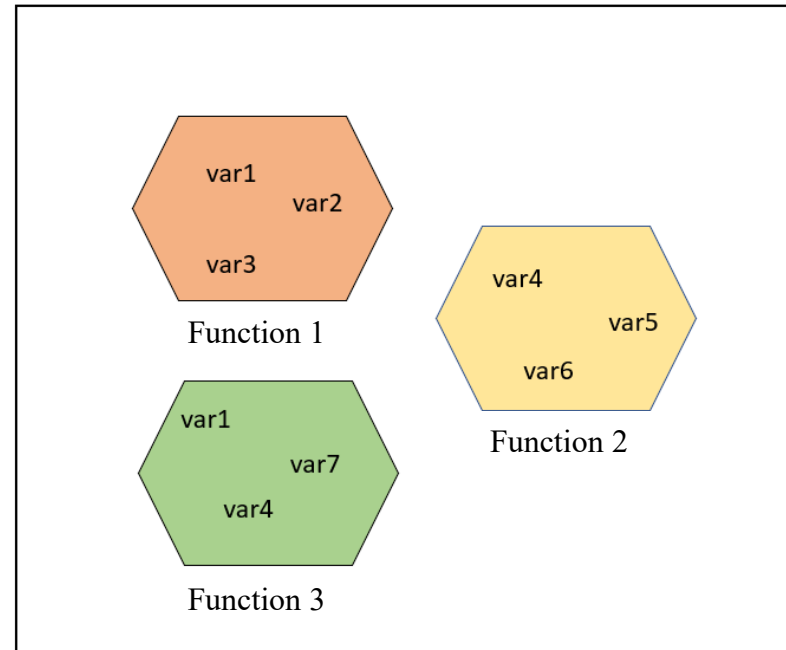 var1
var2
var3
Function 1
var4
var5
var6
Function 2
var1
var7
var4
Function 3